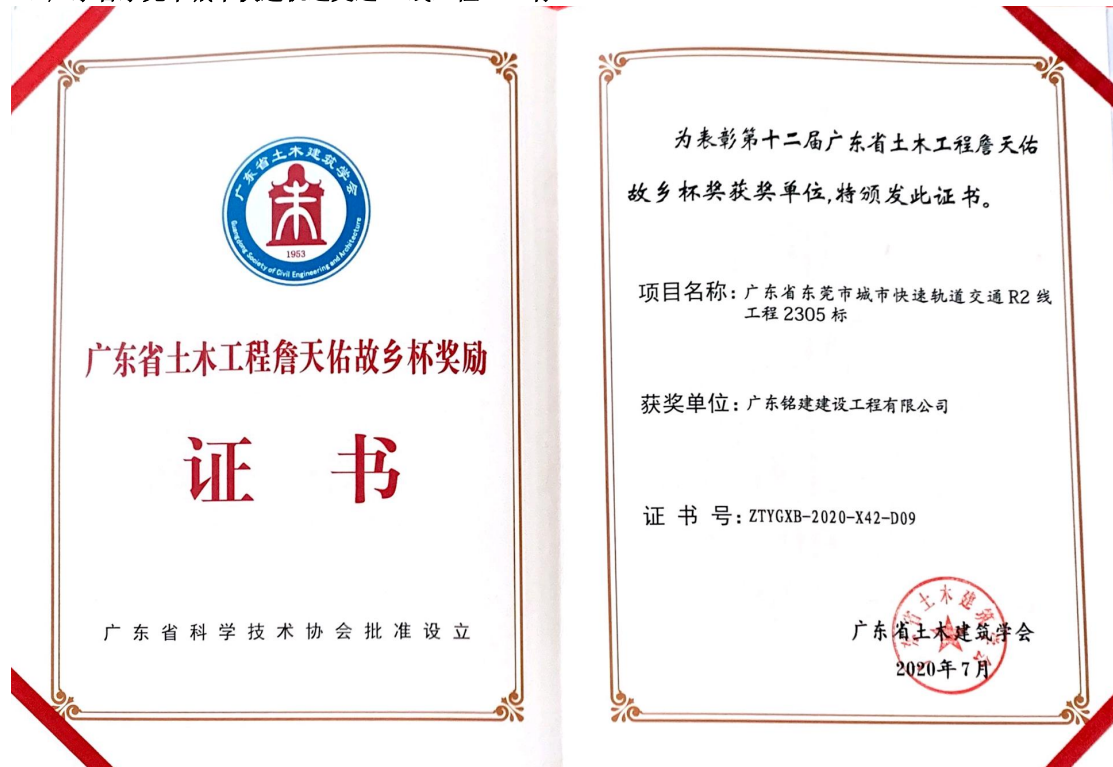 广东省土木建筑学会
1953
Guangdong Society of Civil Engineering and Architecture
广东省土木工程詹天佑故乡杯奖励
证 书
广东省科学技术协会批准设立
为表彰第十二届广东省土木工程詹天佑
故乡杯奖获奖单位,特颁发此证书。
项目名称:广东省东莞市城市快速轨道交通 R2 线
工程 2305 标
获奖单位:广东铭建建设工程有限公司
证 书 号:ZTYGXB-2020-X42-D09
广东省土木建筑学会
2020年7月